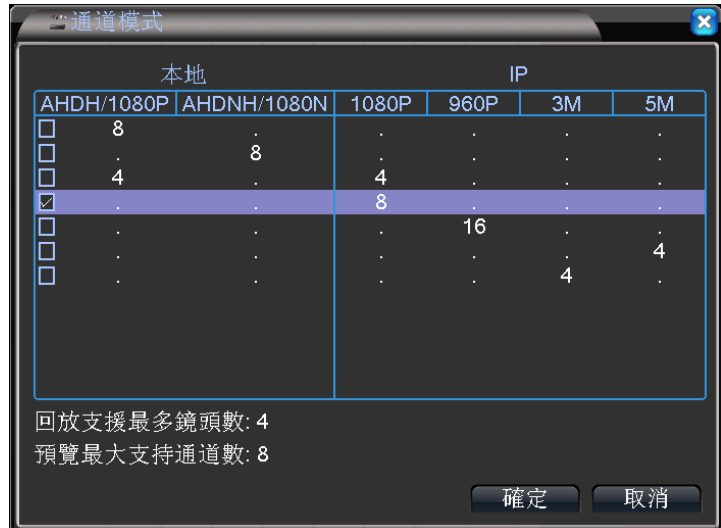 通道模式
本地 IP
AHDH/1080P AHDNH/1080N 1080P 960P 3M 5M
8 . . . . .
. 8 . . . .
4 . 4 . . .
. . 8 . . .
. . . 16 . .
. . . . . 4
. . . . 4 .
回放支援最多鏡頭數: 4
預覽最大支持通道數: 8
確定 取消